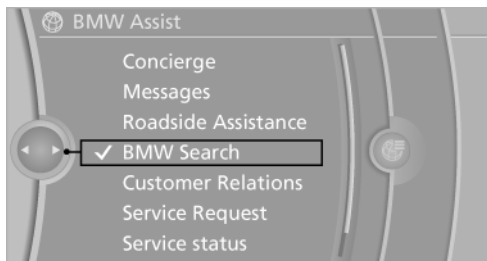 BMW Assist
Concierge
Messages
Roadside Assistance
BMW Search
Customer Relations
Service Request
Service status